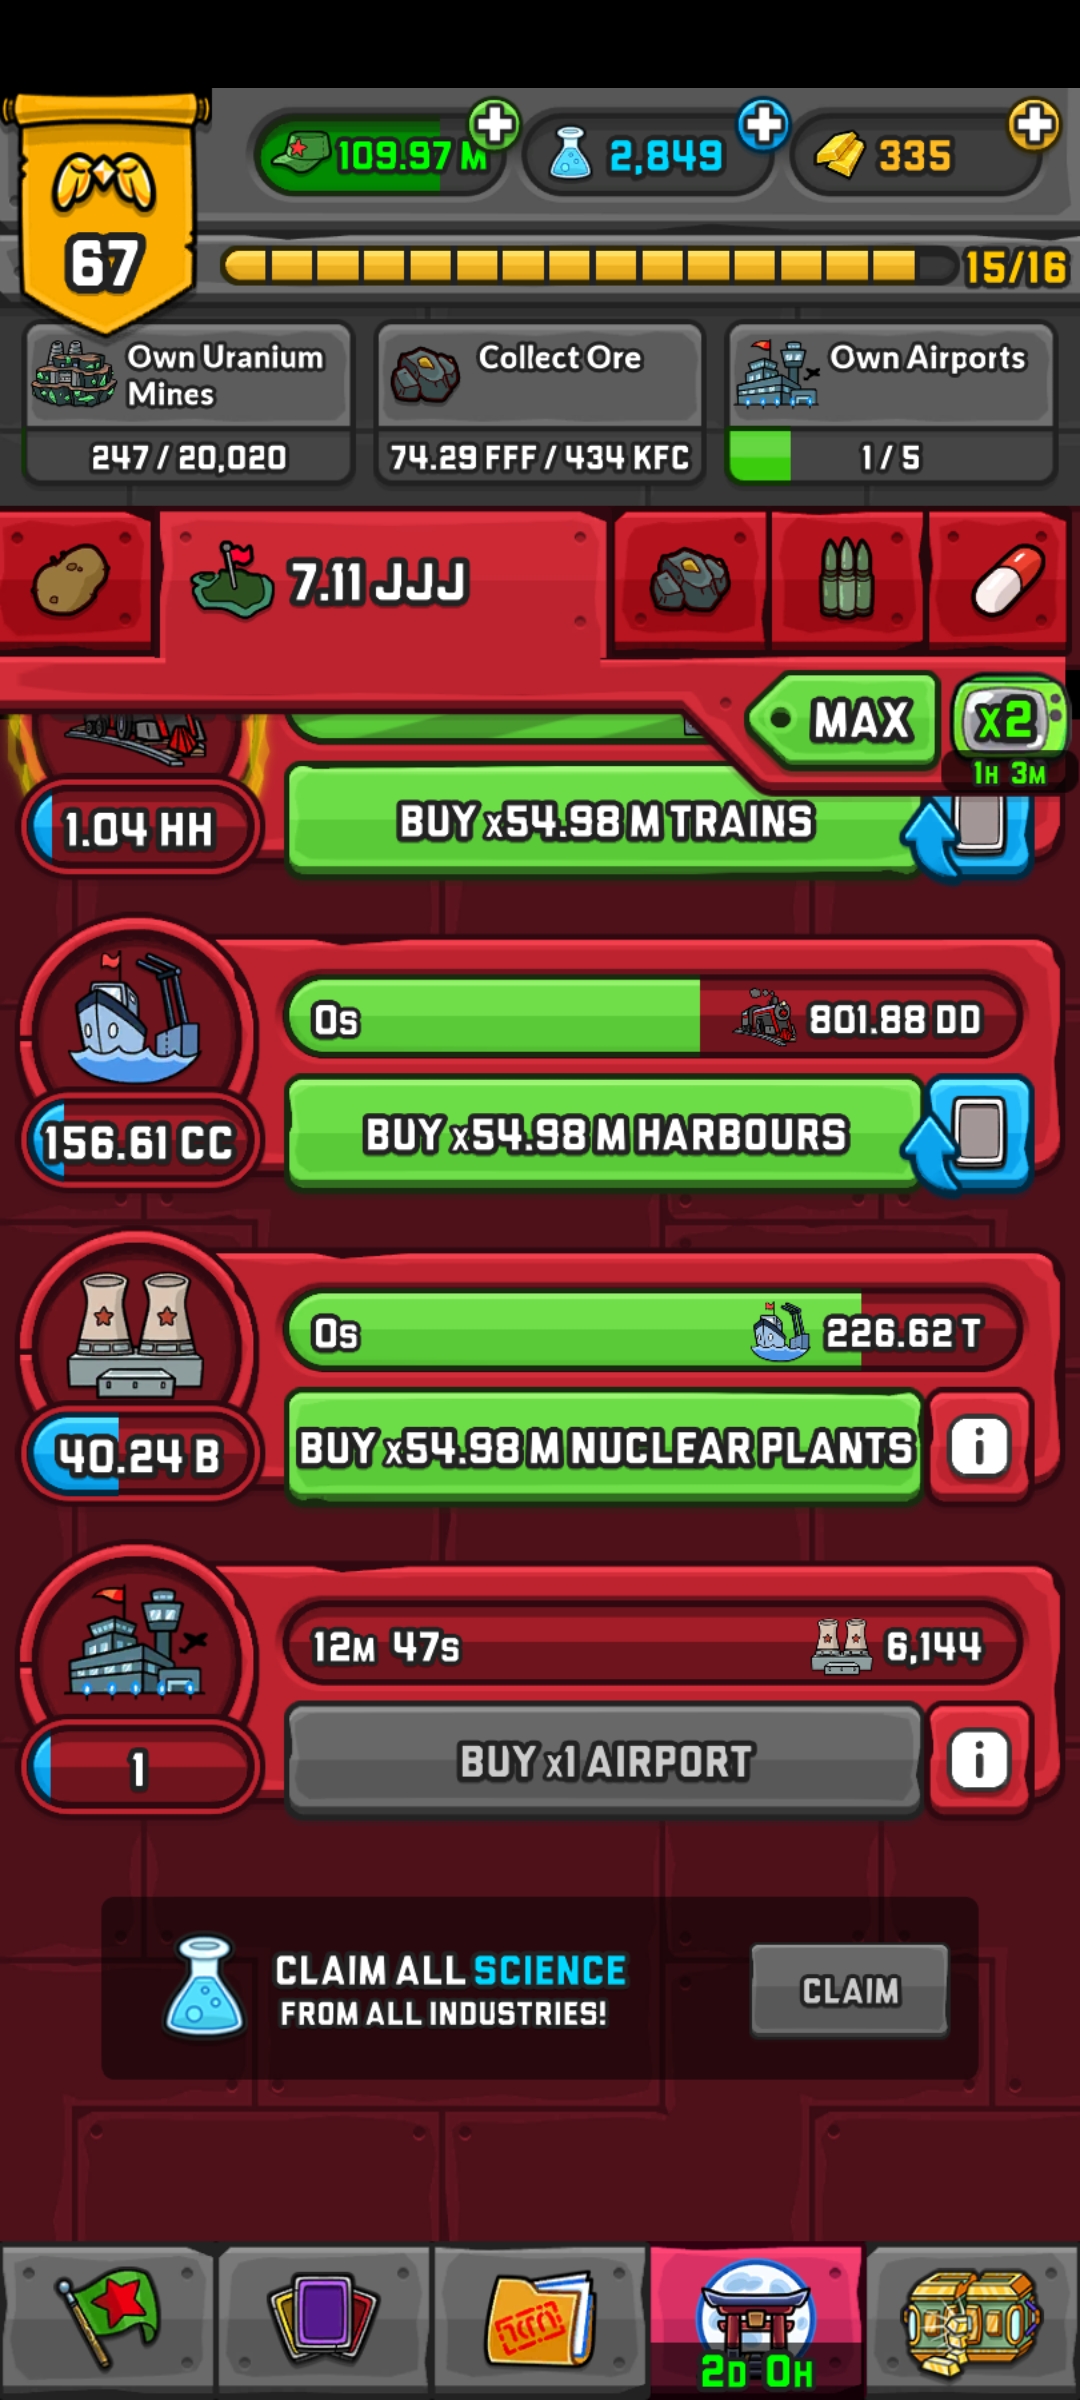 109.97 M
2,849
335
67
15/16
Own Uranium
Mines
Collect Ore
Own Airports
247 / 20,020
74.29 FFF / 434 KFC
1 / 5
7.11 JJJ
MAX
x2
1H 3M
1.04 HH
BUY x54.98 M TRAINS
0s
801.88 DD
156.61 CC
BUY x54.98 M HARBOURS
0s
226.62 T
40.24 B
BUY x54.98 M NUCLEAR PLANTS
i
12M 47s
6,144
1
BUY x1 AIRPORT
i
CLAIM ALL SCIENCE
FROM ALL INDUSTRIES!
CLAIM
2D 0H